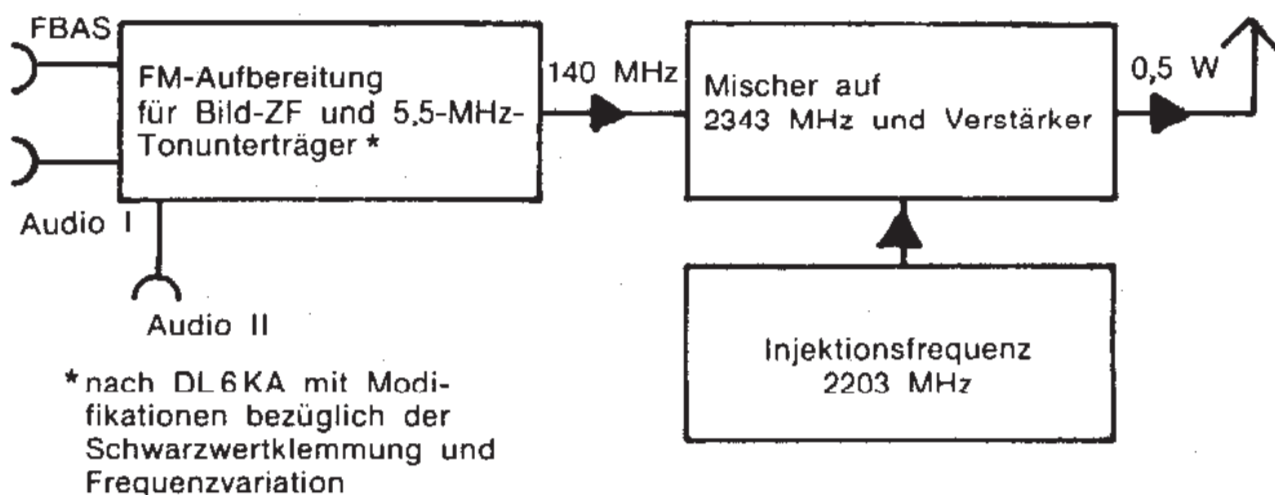 FBAS
FM-Aufbereitung
für Bild-ZF und 5,5-MHz-
Tonunterträger *
140 MHz
Mischer auf
2343 MHz und Verstärker
0,5 W
Audio I
Audio II
Injektionsfrequenz
2203 MHz
* nach DL6KA mit Modi-
fikationen bezüglich der
Schwarzwertklemmung und
Frequenzvariation